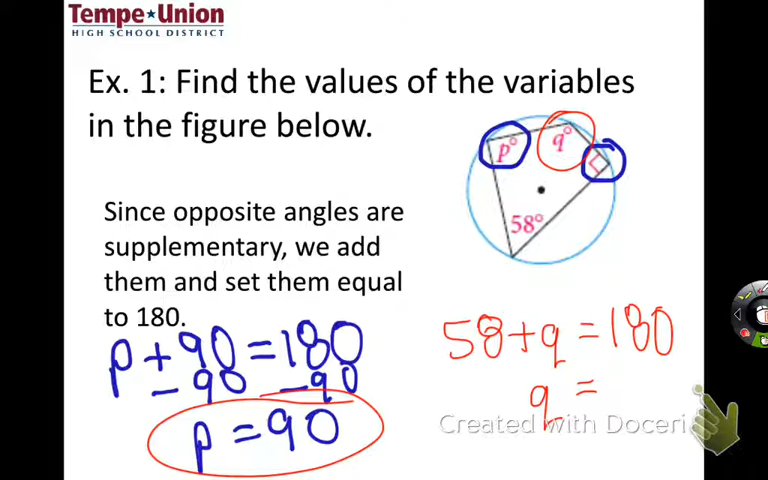 Tempe★Union
HIGH SCHOOL DISTRICT
Ex. 1: Find the values of the variables
in the figure below.
p°
q°
58°
Since opposite angles are
supplementary, we add
them and set them equal
to 180.
p + 90 = 180
- 90 - 90
p = 90
58 + q = 180
q =
Created with Doceri